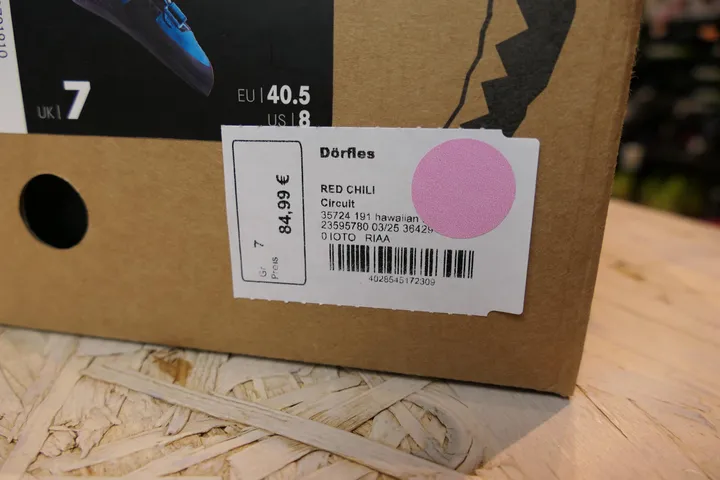 UK | 7
EU | 40.5
US | 8
Dörfles
RED CHILI
Circuit
35724 191 hawaiian
23595780 03/25 36429
0 IOTO RIAA
4026545172309
Gr. 7
Preis 84,99 €